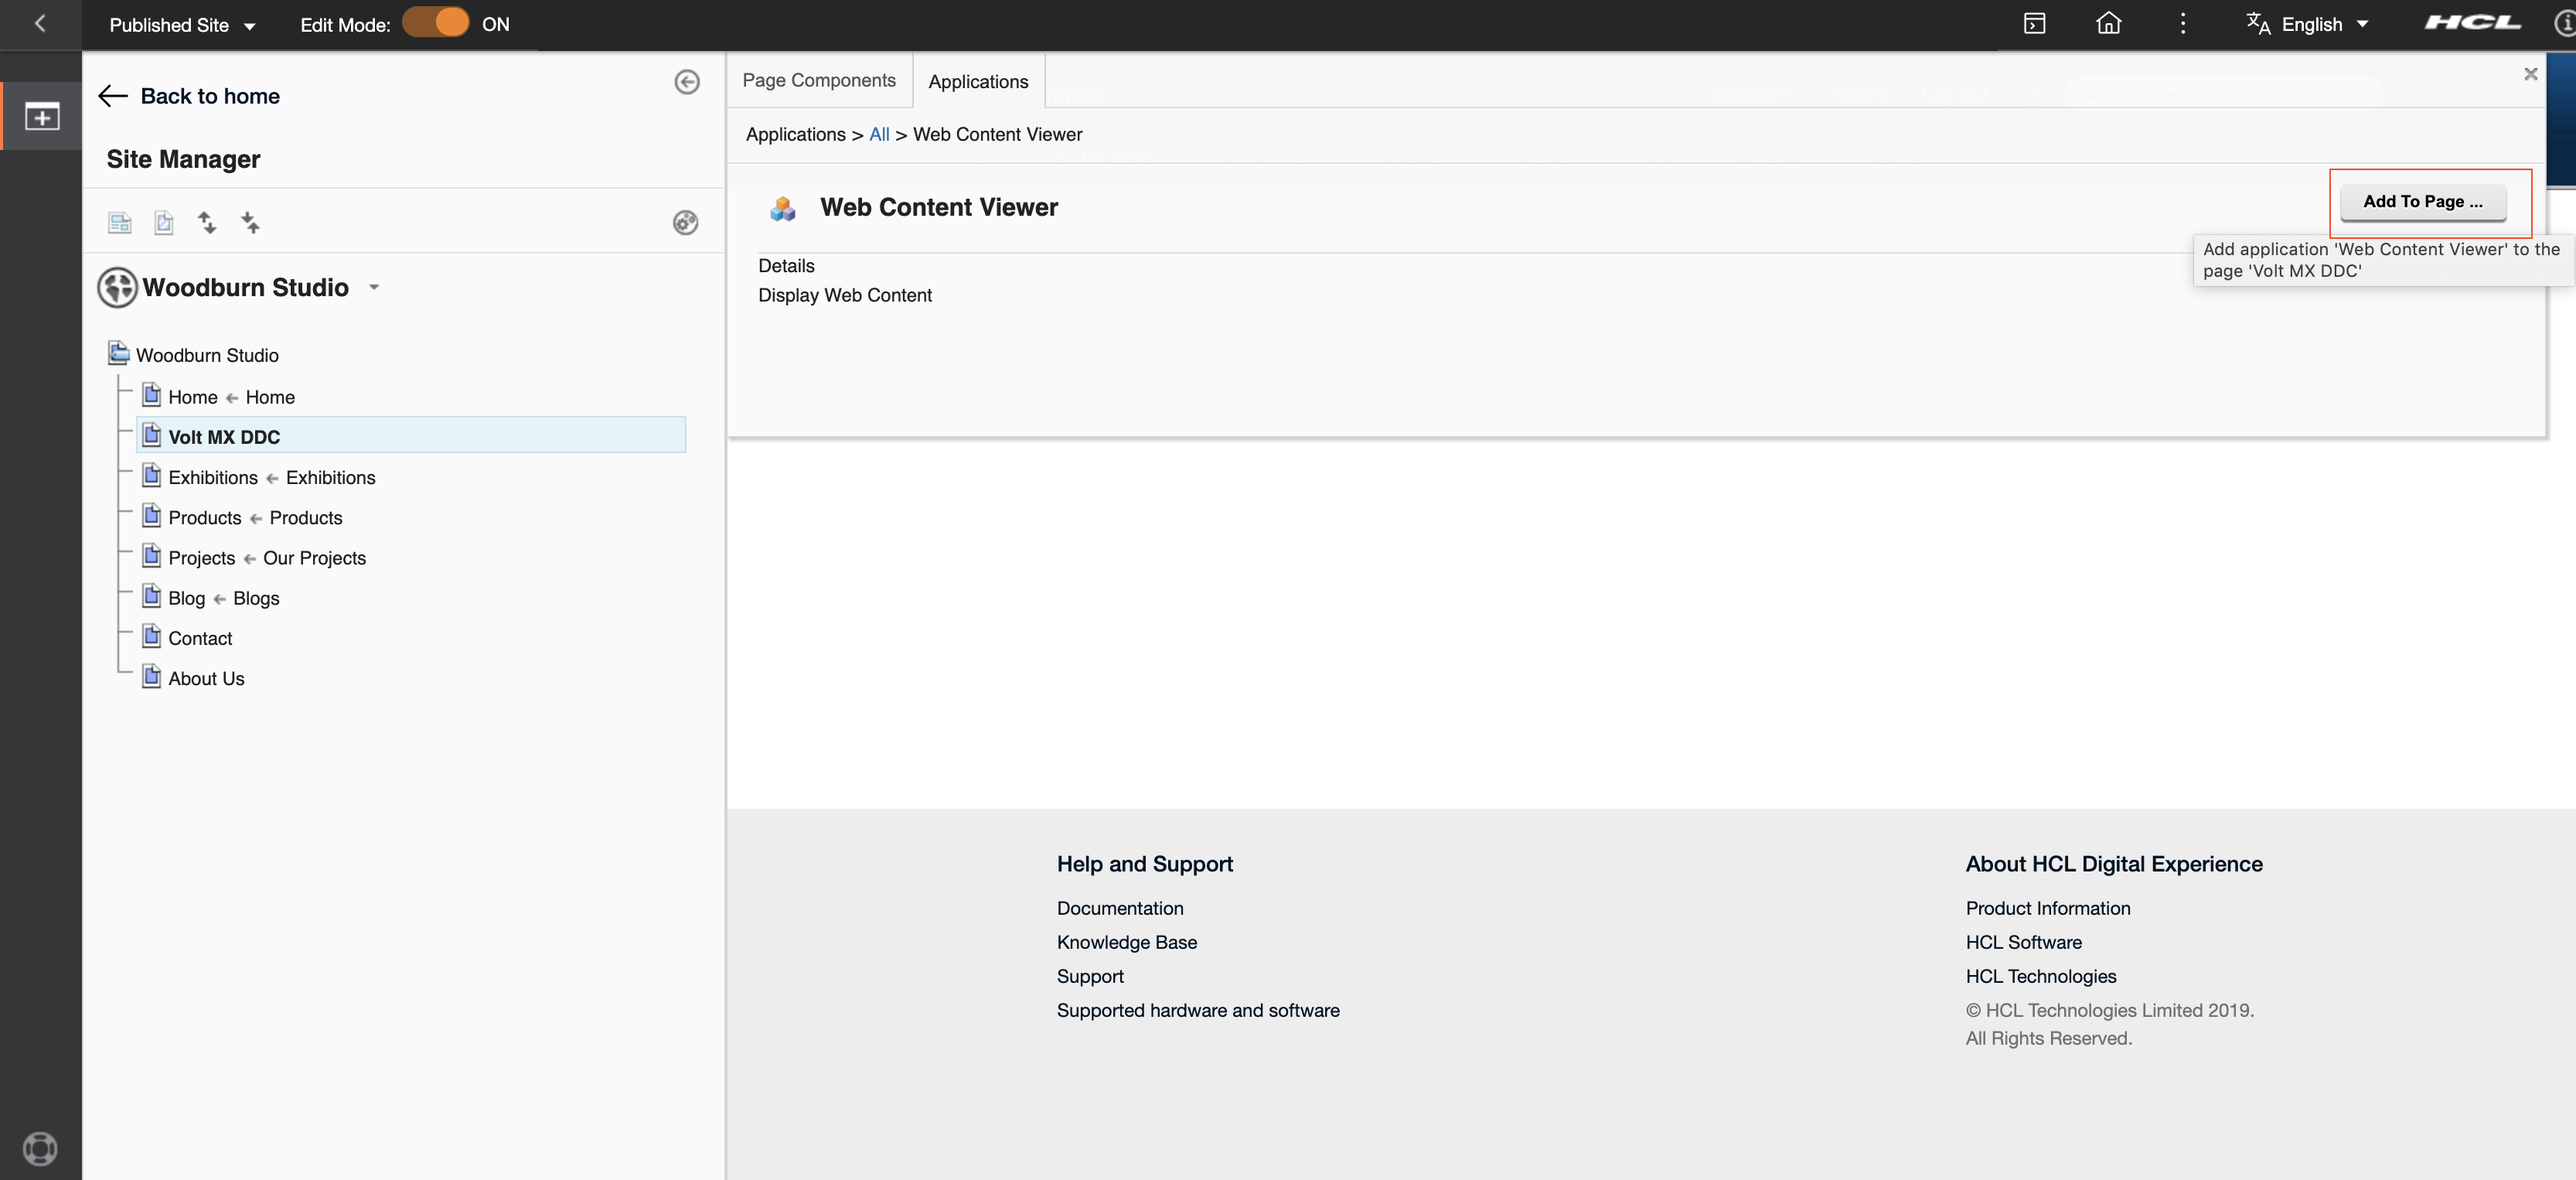 Published Site
Edit Mode:
ON
English
HCL
Back to home
Site Manager
Woodburn Studio
Woodburn Studio
Home ← Home
Volt MX DDC
Exhibitions ← Exhibitions
Products ← Products
Projects ← Our Projects
Blog ← Blogs
Contact
About Us
Page Components
Applications
Applications > All > Web Content Viewer
Web Content Viewer
Add To Page ...
Add application 'Web Content Viewer' to the
page 'Volt MX DDC'
Details
Display Web Content
Help and Support
Documentation
Knowledge Base
Support
Supported hardware and software
About HCL Digital Experience
Product Information
HCL Software
HCL Technologies
© HCL Technologies Limited 2019.
All Rights Reserved.